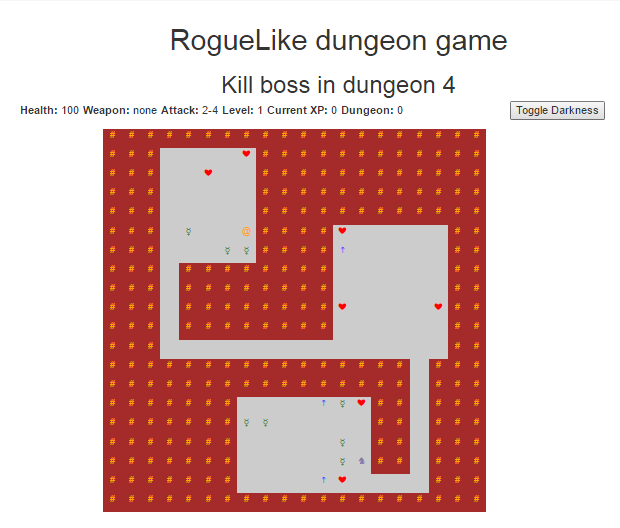 RogueLike dungeon game
Kill boss in dungeon 4
Health: 100 Weapon: none Attack: 2-4 Level: 1 Current XP: 0 Dungeon: 0
Toggle Darkness